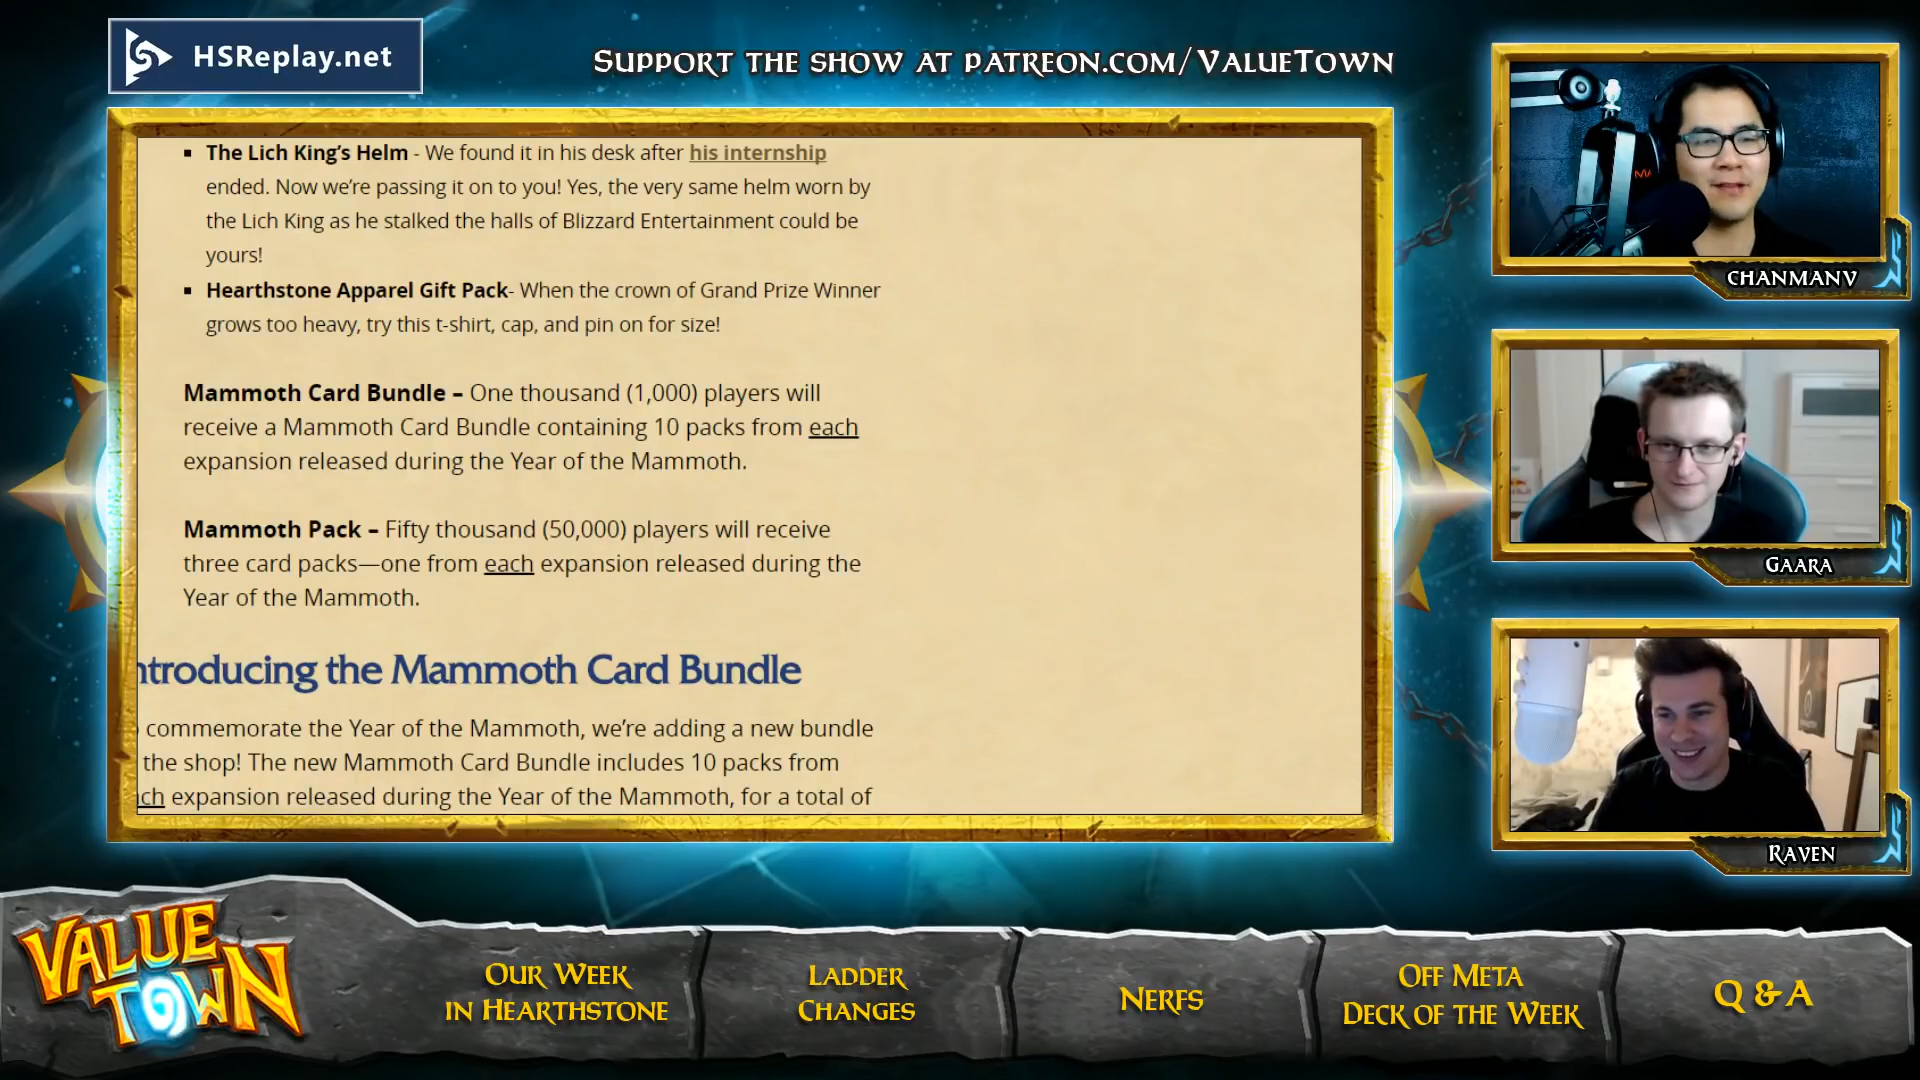 HSReplay.net
Support the show at patreon.com/ValueTown
▪ The Lich King's Helm - We found it in his desk after his internship
ended. Now we're passing it on to you! Yes, the very same helm worn by
the Lich King as he stalked the halls of Blizzard Entertainment could be
yours!
▪ Hearthstone Apparel Gift Pack- When the crown of Grand Prize Winner
grows too heavy, try this t-shirt, cap, and pin on for size!
Mammoth Card Bundle – One thousand (1,000) players will
receive a Mammoth Card Bundle containing 10 packs from each
expansion released during the Year of the Mammoth.
Mammoth Pack – Fifty thousand (50,000) players will receive
three card packs—one from each expansion released during the
Year of the Mammoth.
ntroducing the Mammoth Card Bundle
commemorate the Year of the Mammoth, we're adding a new bundle
the shop! The new Mammoth Card Bundle includes 10 packs from
ch expansion released during the Year of the Mammoth, for a total of
chanmanv
Gaara
Raven
Value
Town
Our Week
in Hearthstone
Ladder
Changes
Nerfs
Off Meta
Deck of the Week
Q & A